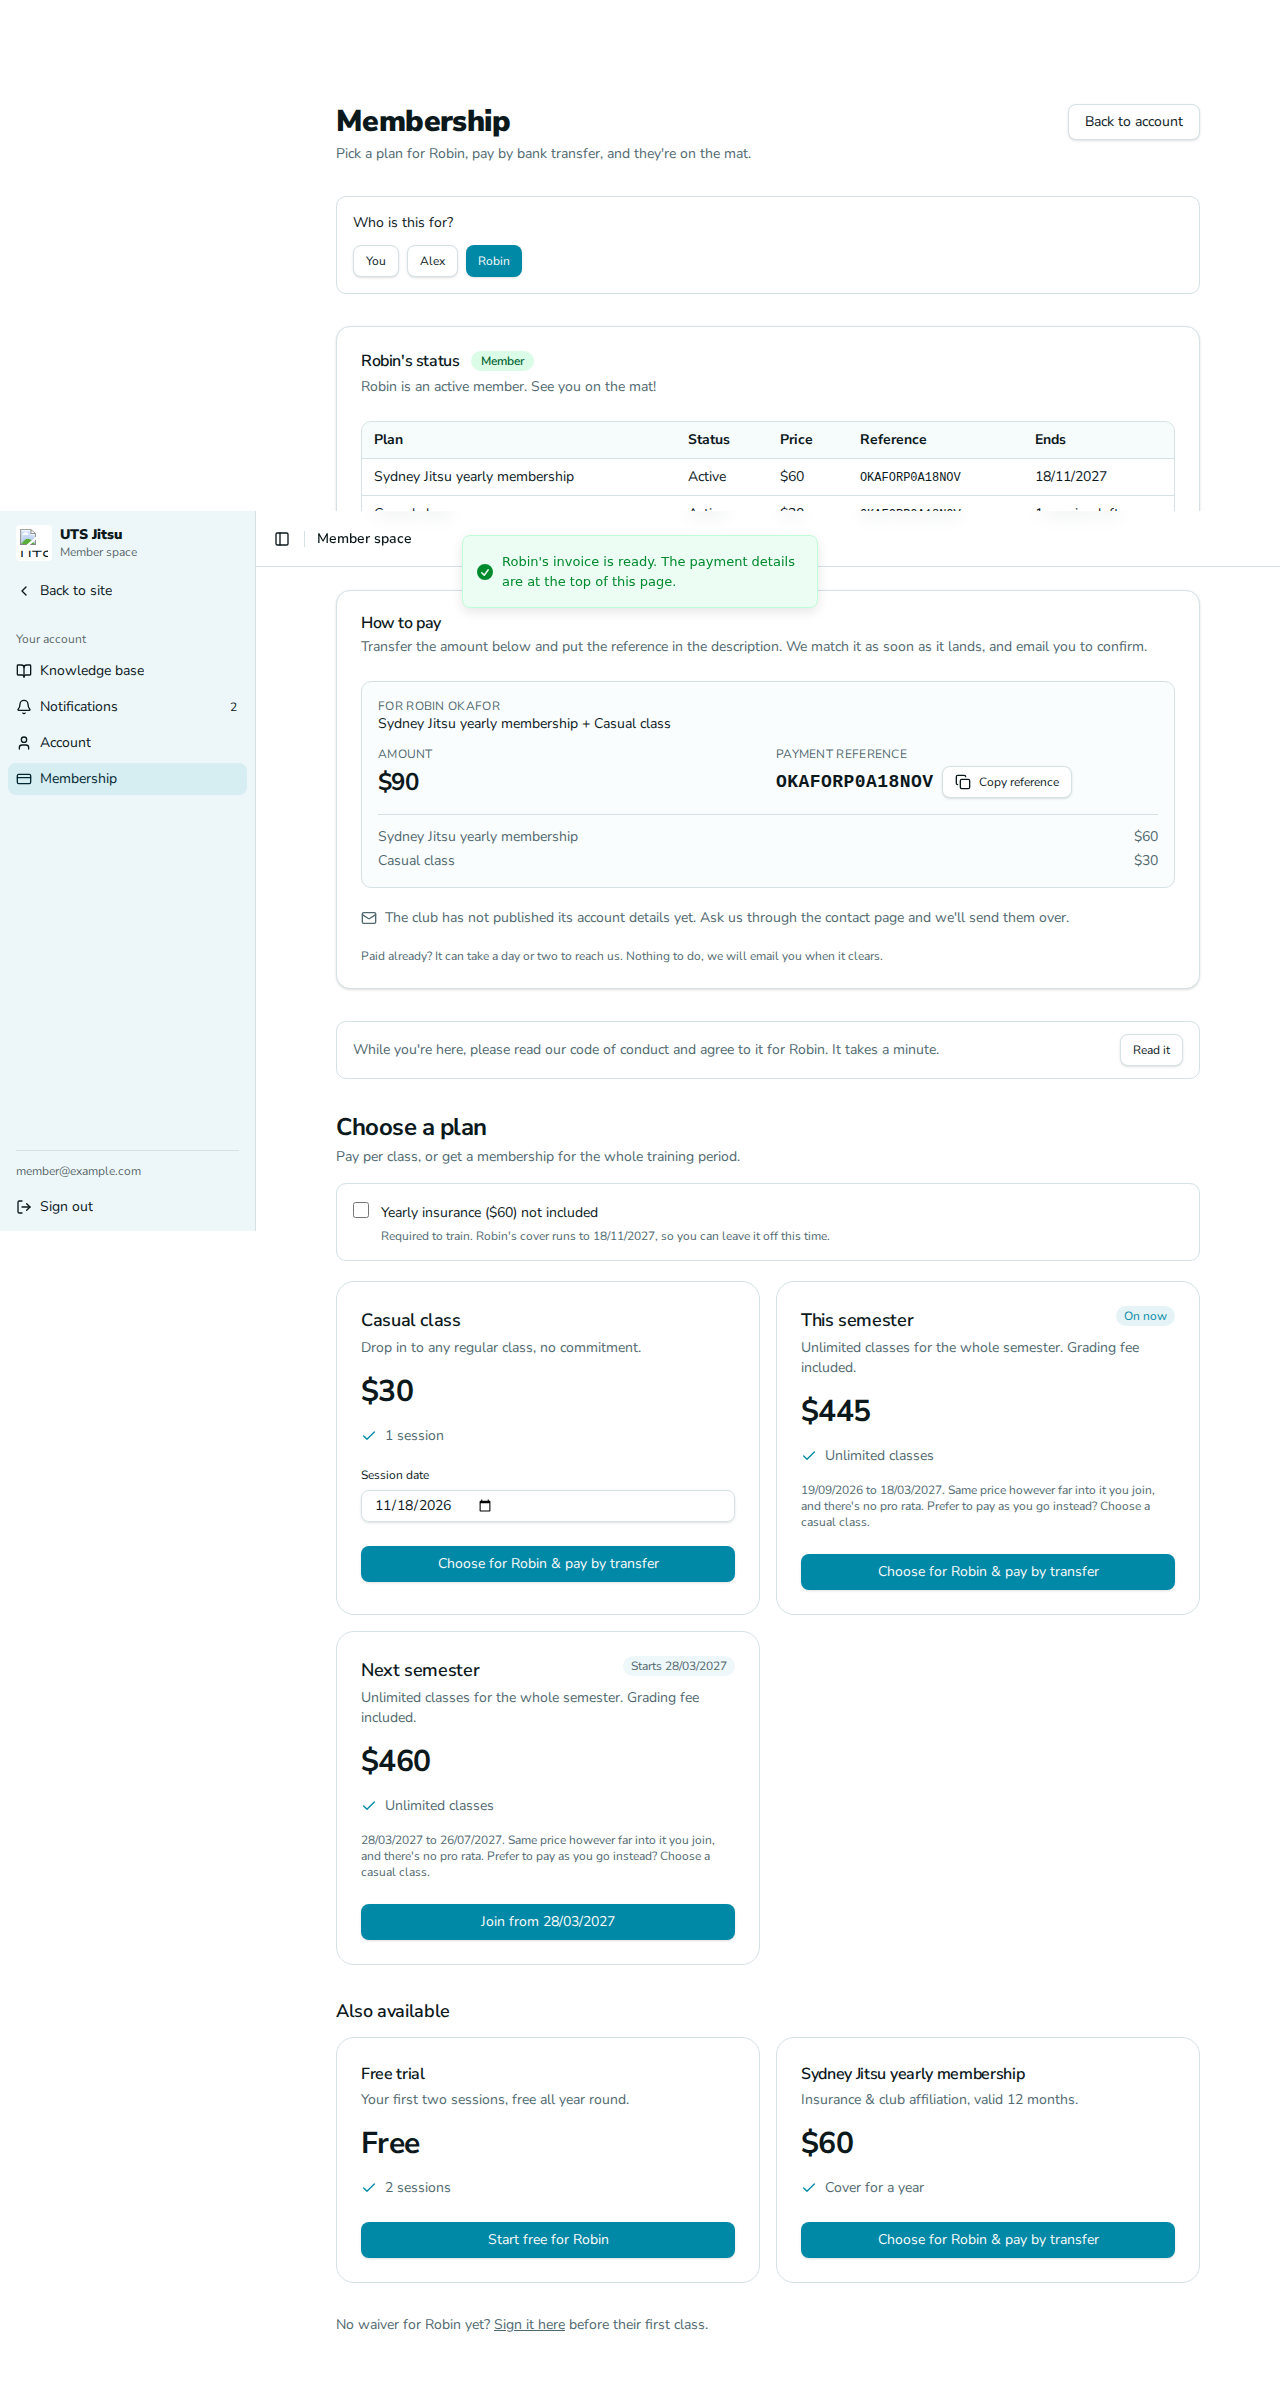 Membership
Back to account
Pick a plan for Robin, pay by bank transfer, and they're on the mat.
Who is this for?
You
Alex
Robin
Robin's status
Member
Robin is an active member. See you on the mat!
Plan Status Price Reference Ends
Sydney Jitsu yearly membership Active $60 OKAFORP0A18NOV 18/11/2027
UTS Jitsu
Member space
Back to site
Your account
Knowledge base
Notifications 2
Account
Membership
member@example.com
Sign out
Member space
Robin's invoice is ready. The payment details
are at the top of this page.
How to pay
Transfer the amount below and put the reference in the description. We match it as soon as it lands, and email you to confirm.
FOR ROBIN OKAFOR
Sydney Jitsu yearly membership + Casual class
AMOUNT
$90
PAYMENT REFERENCE
OKAFORP0A18NOV
Copy reference
Sydney Jitsu yearly membership $60
Casual class $30
The club has not published its account details yet. Ask us through the contact page and we'll send them over.
Paid already? It can take a day or two to reach us. Nothing to do, we will email you when it clears.
While you're here, please read our code of conduct and agree to it for Robin. It takes a minute.
Read it
Choose a plan
Pay per class, or get a membership for the whole training period.
Yearly insurance ($60) not included
Required to train. Robin's cover runs to 18/11/2027, so you can leave it off this time.
Casual class
Drop in to any regular class, no commitment.
$30
1 session
Session date
11/18/2026
Choose for Robin & pay by transfer
This semester
On now
Unlimited classes for the whole semester. Grading fee
included.
$445
Unlimited classes
19/09/2026 to 18/03/2027. Same price however far into it you join,
and there's no pro rata. Prefer to pay as you go instead? Choose a
casual class.
Choose for Robin & pay by transfer
Next semester
Starts 28/03/2027
Unlimited classes for the whole semester. Grading fee
included.
$460
Unlimited classes
28/03/2027 to 26/07/2027. Same price however far into it you join,
and there's no pro rata. Prefer to pay as you go instead? Choose a
casual class.
Join from 28/03/2027
Also available
Free trial
Your first two sessions, free all year round.
Free
2 sessions
Start free for Robin
Sydney Jitsu yearly membership
Insurance & club affiliation, valid 12 months.
$60
Cover for a year
Choose for Robin & pay by transfer
No waiver for Robin yet? Sign it here before their first class.